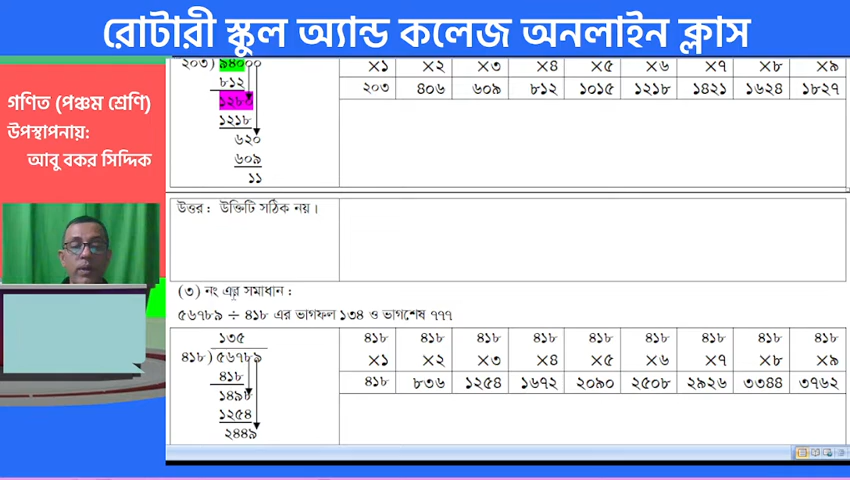 রোটারী স্কুল অ্যান্ড কলেজ অনলাইন ক্লাস
গণিত (পঞ্চম শ্রেণি)
উপস্থাপনায়:
আবু বকর সিদ্দিক
২০৩) ৯৪০০০
৮১২
১২৮০
১২১৮
৬২০
৬০৯
১১
×১ ×২ ×৩ ×৪ ×৫ ×৬ ×৭ ×৮ ×৯
২০৩ ৪০৬ ৬০৯ ৮১২ ১০১৫ ১২১৮ ১৪২১ ১৬২৪ ১৮২৭
উত্তর : উক্তিটি সঠিক নয়।
(৩) নং এর সমাধান :
৫৬৭৮৯ ÷ ৪১৮ এর ভাগফল ১৩৪ ও ভাগশেষ ৭৭৭
১৩৫
৪১৮) ৫৬৭৮৯
৪১৮
১৪৯৮
১২৫৪
২৪৪৯
৪১৮ ৪১৮ ৪১৮ ৪১৮ ৪১৮ ৪১৮ ৪১৮ ৪১৮ ৪১৮
×১ ×২ ×৩ ×৪ ×৫ ×৬ ×৭ ×৮ ×৯
৪১৮ ৮৩৬ ১২৫৪ ১৬৭২ ২০৯০ ২৫০৮ ২৯২৬ ৩৩৪৪ ৩৭৬২